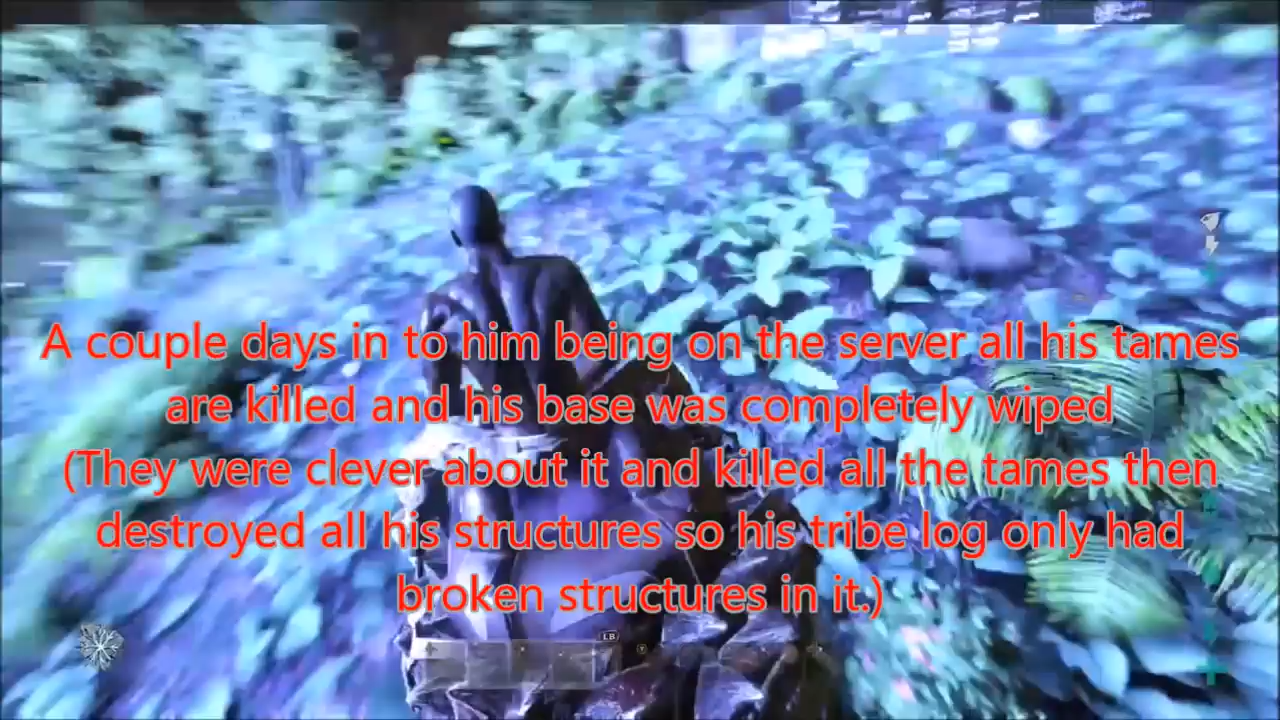 A couple days in to him being on the server all his tames
are killed and his base was completely wiped
(They were clever about it and killed all the tames then
destroyed all his structures so his tribe log only had
broken structures in it.)
LB